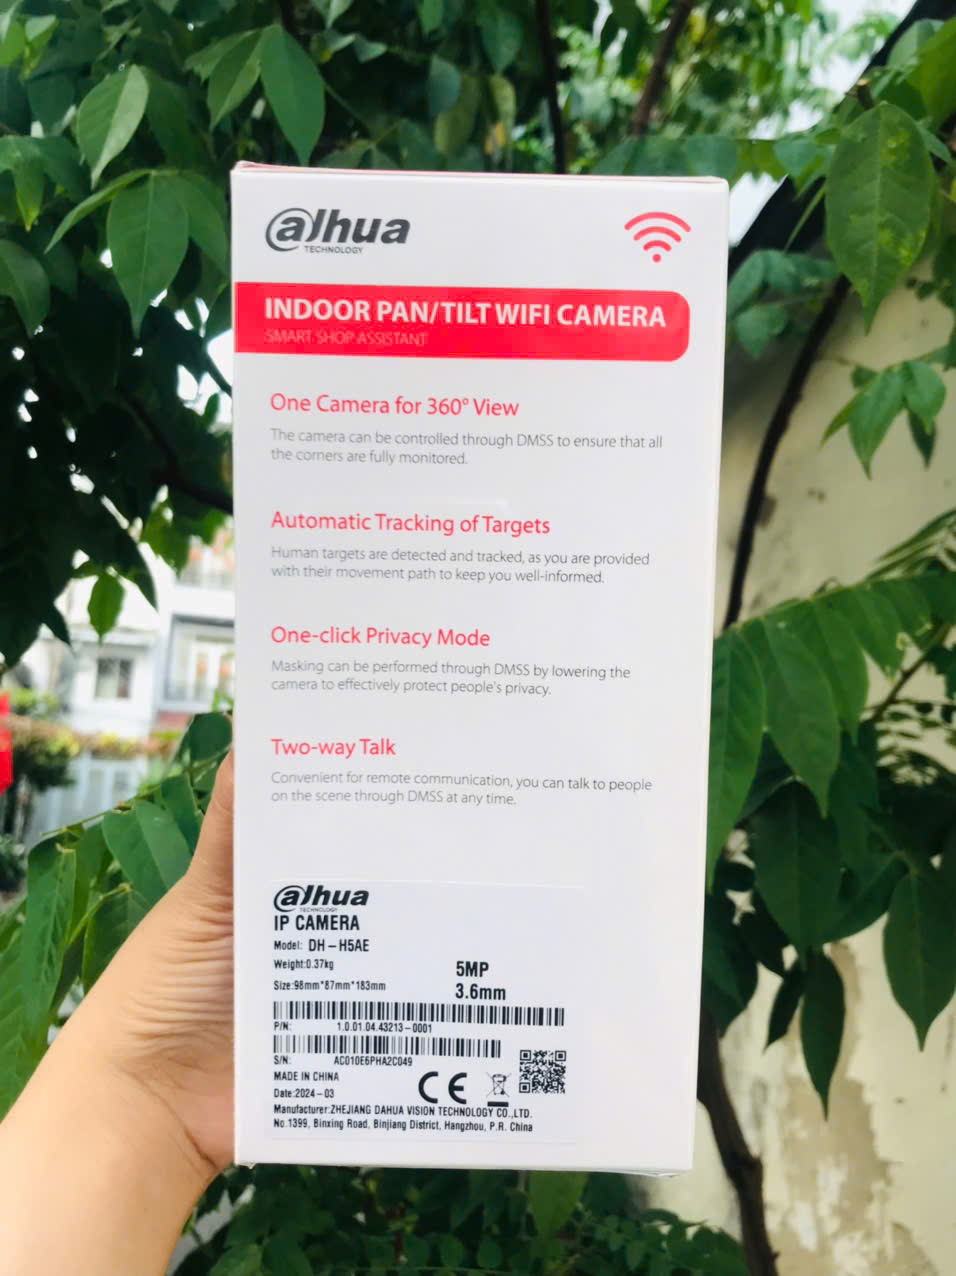 alhua
TECHNOLOGY
INDOOR PAN/TILT WIFI CAMERA
SMART SHOP ASSISTANT
One Camera for 360° View
The camera can be controlled through DMSS to ensure that all
the corners are fully monitored.
Automatic Tracking of Targets
Human targets are detected and tracked, as you are provided
with their movement path to keep you well-informed.
One-click Privacy Mode
Masking can be performed through DMSS by lowering the
camera to effectively protect people's privacy.
Two-way Talk
Convenient for remote communication, you can talk to people
on the scene through DMSS at any time.
alhua
TECHNOLOGY
IP CAMERA
Model: DH-H5AE
Weight:0.37kg
5MP
Size:98mm*87mm*183mm
3.6mm
P/N: 1.0.01.04.43213-0001
S/N: AC010E6PHA2C049
MADE IN CHINA
CE
Date:2024-03
Manufacturer:ZHEJIANG DAHUA VISION TECHNOLOGY CO.,LTD.
No.1399, Binxing Road, Binjiang District, Hangzhou, P.R. China